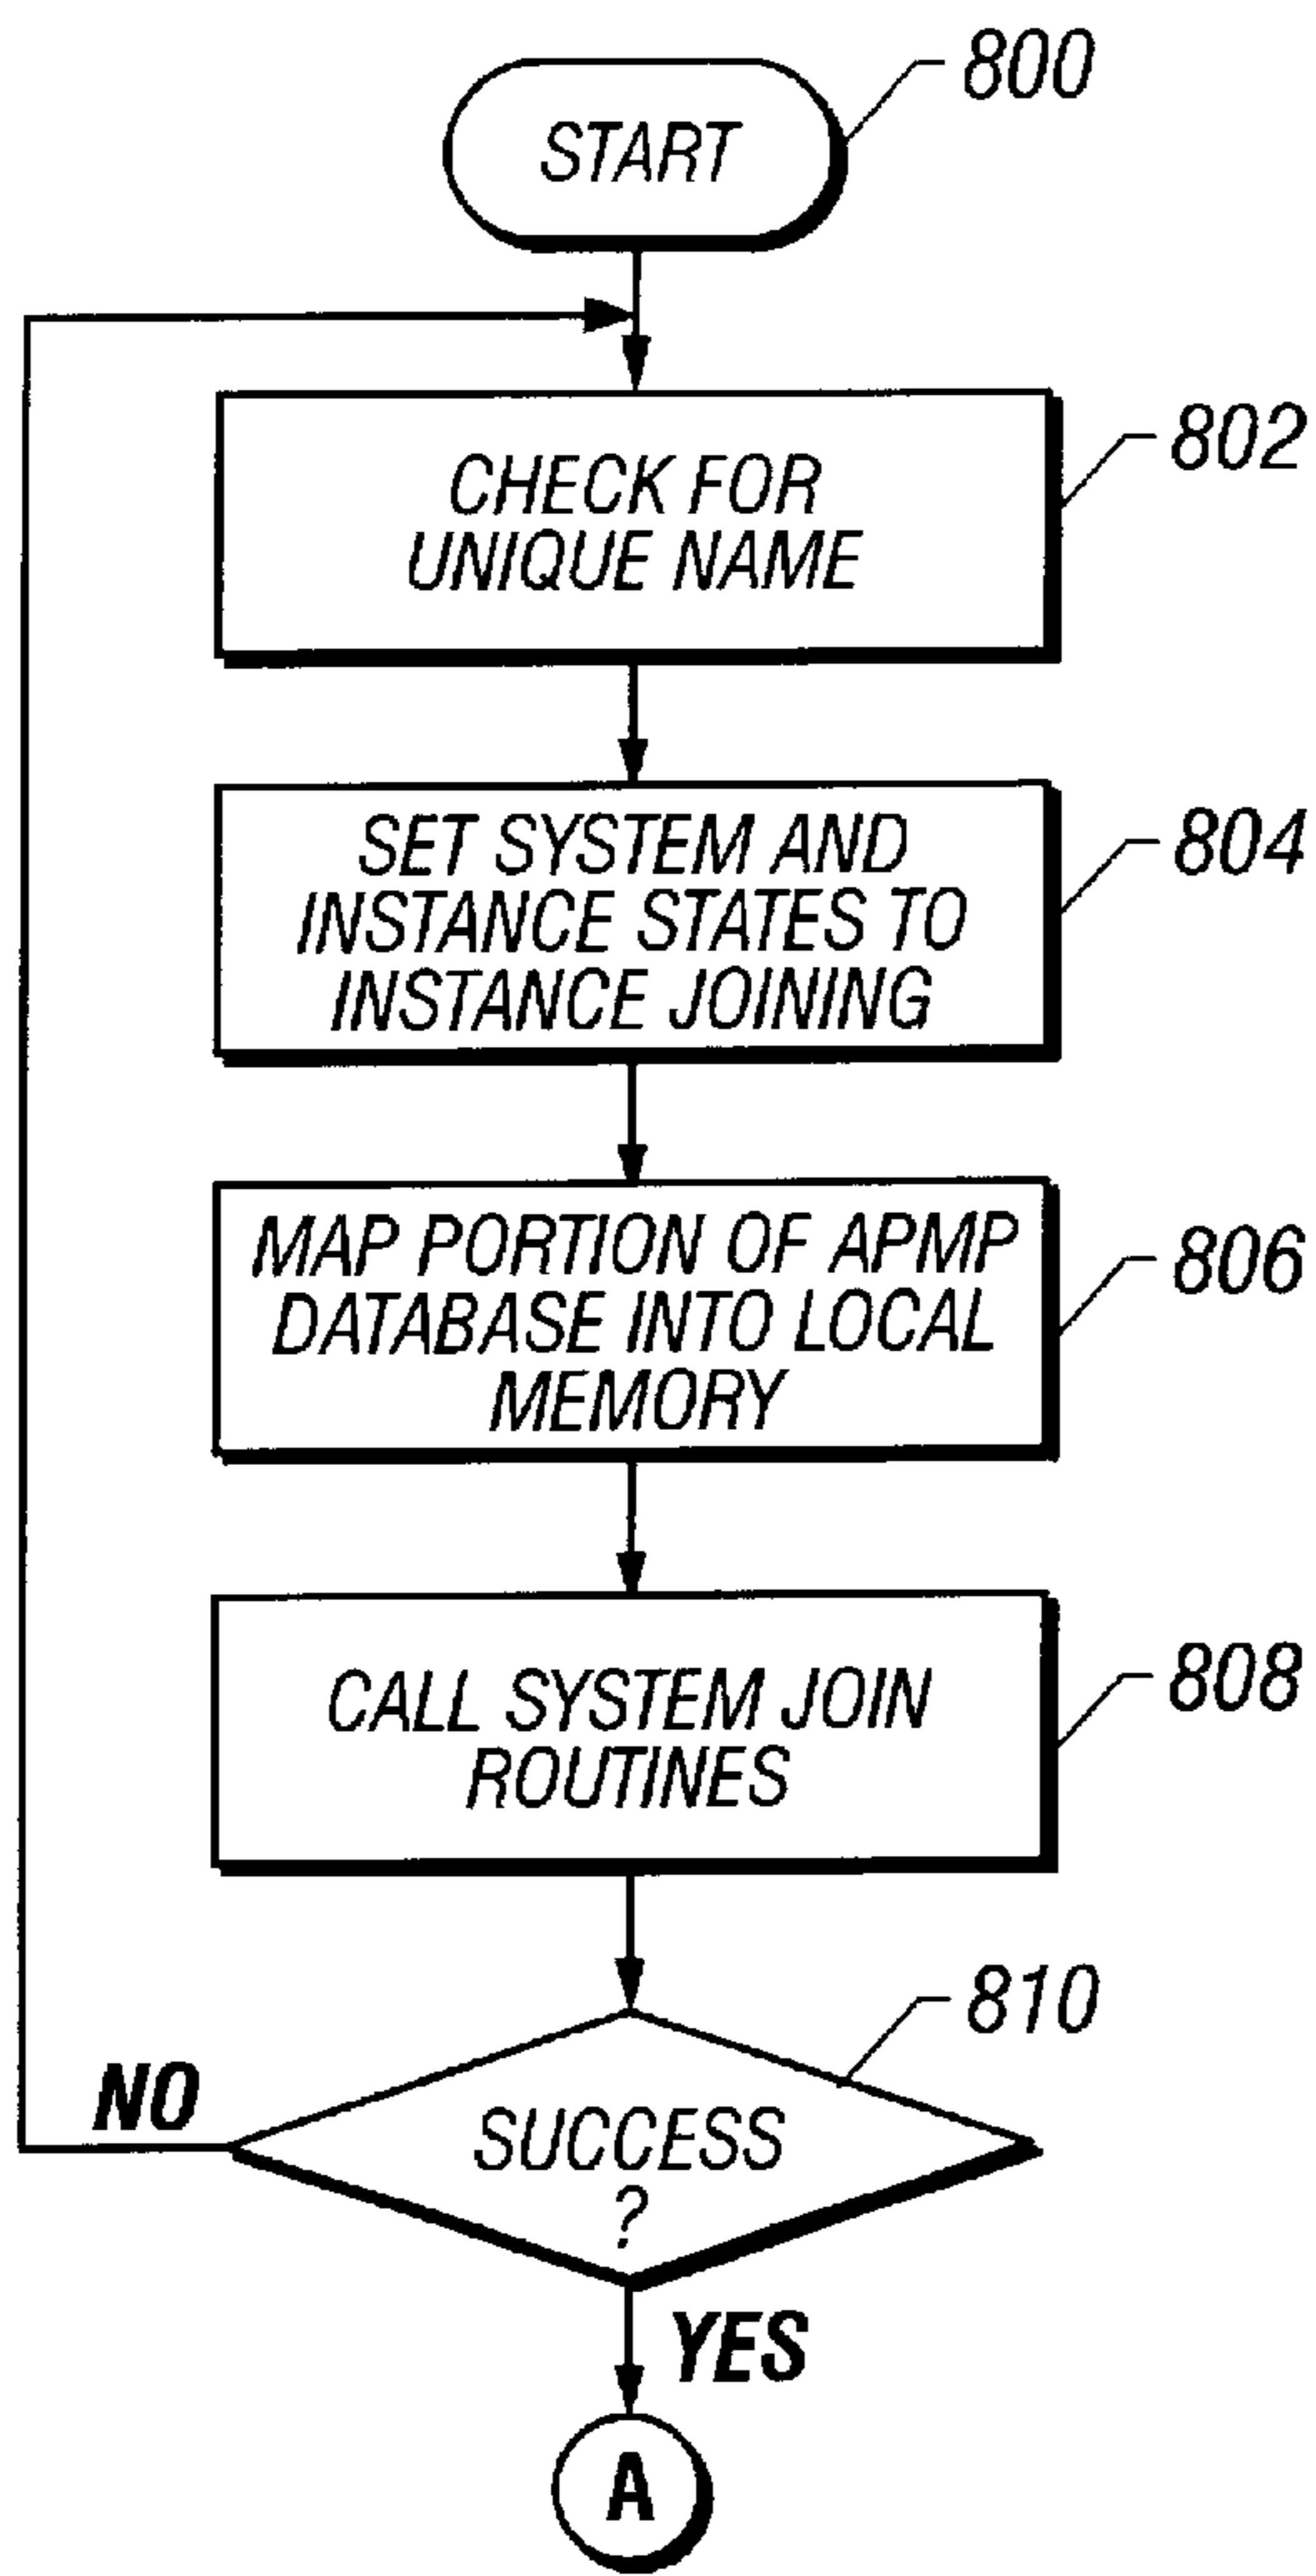 800
START
802
CHECK FOR
UNIQUE NAME
804
SET SYSTEM AND
INSTANCE STATES TO
INSTANCE JOINING
806
MAP PORTION OF APMP
DATABASE INTO LOCAL
MEMORY
808
CALL SYSTEM JOIN
ROUTINES
810
NO
SUCCESS
?
YES
A